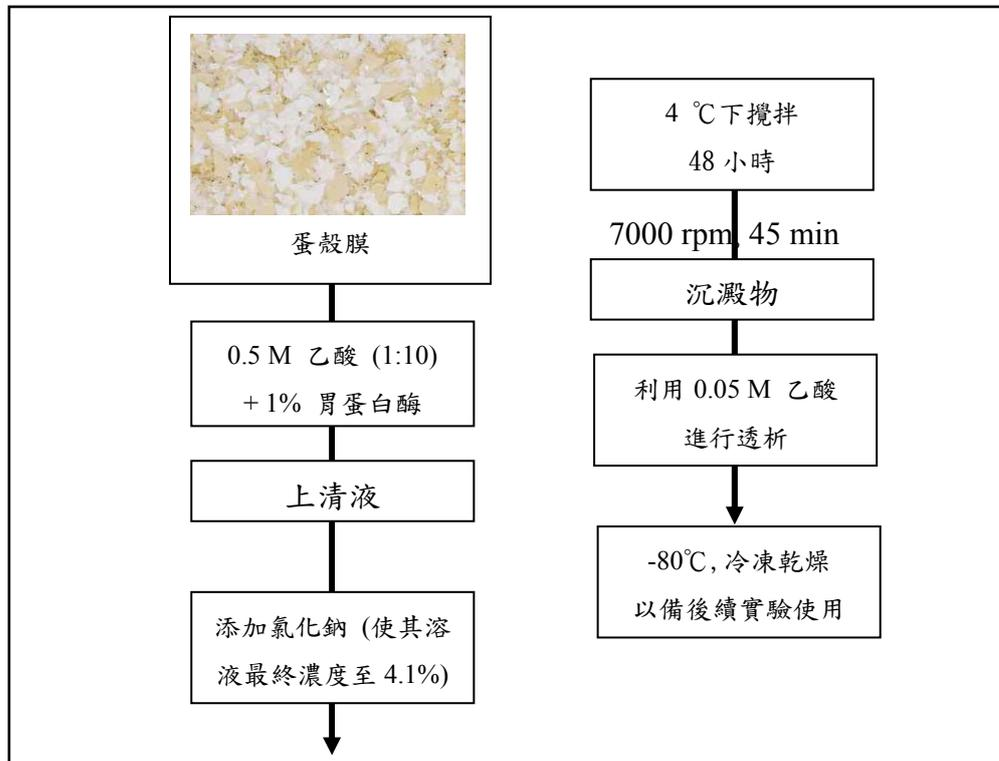 蛋殼膜
0.5 M 乙酸 (1:10)
+ 1% 胃蛋白酶
上清液
添加氯化鈉 (使其溶
液最終濃度至 4.1%)
4 ℃下攪拌
48 小時
7000 rpm, 45 min
沉澱物
利用 0.05 M 乙酸
進行透析
-80℃, 冷凍乾燥
以備後續實驗使用